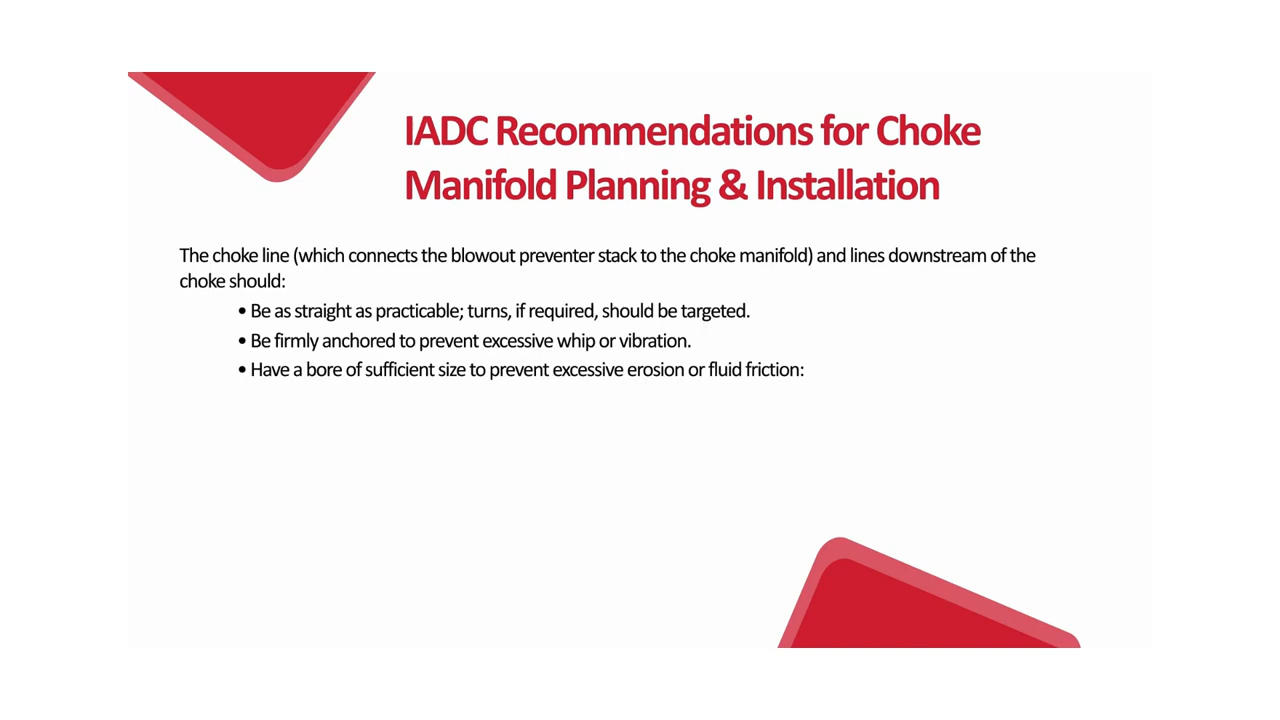 IADC Recommendations for Choke
Manifold Planning & Installation
The choke line (which connects the blowout preventer stack to the choke manifold) and lines downstream of the
choke should:
• Be as straight as practicable; turns, if required, should be targeted.
• Be firmly anchored to prevent excessive whip or vibration.
• Have a bore of sufficient size to prevent excessive erosion or fluid friction: